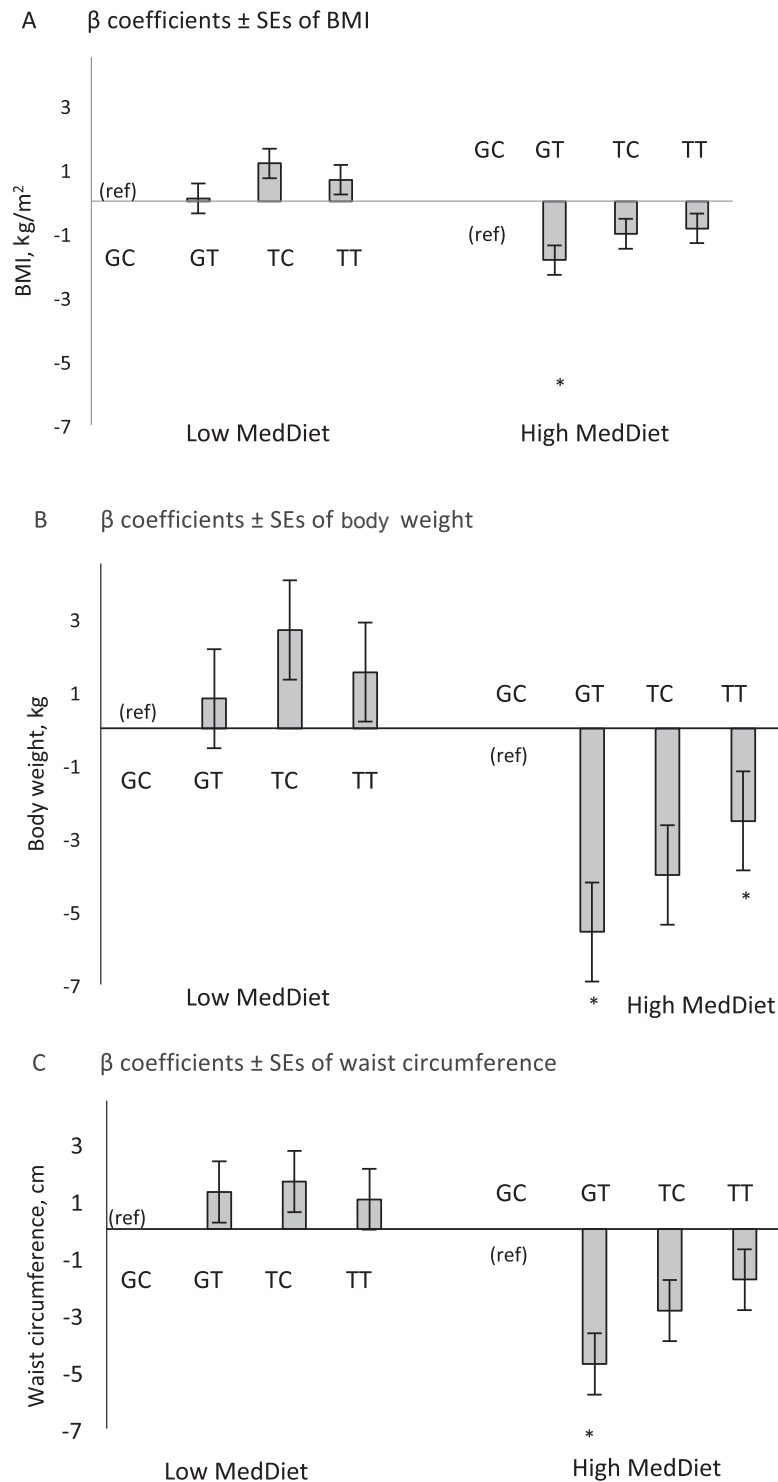 A β coefficients ± SEs of BMI
3
1
-1
-3
-5
-7
BMI, kg/m²
(ref)
GC GT TC TT
GC GT TC TT
(ref)
*
Low MedDiet High MedDiet
B β coefficients ± SEs of body weight
3
1
-1
-3
-5
-7
Body weight, kg
(ref)
GC GT TC TT
GC GT TC TT
(ref)
*
*
Low MedDiet High MedDiet
C β coefficients ± SEs of waist circumference
3
1
-1
-3
-5
-7
Waist circumference, cm
(ref)
GC GT TC TT
GC GT TC TT
(ref)
*
Low MedDiet High MedDiet